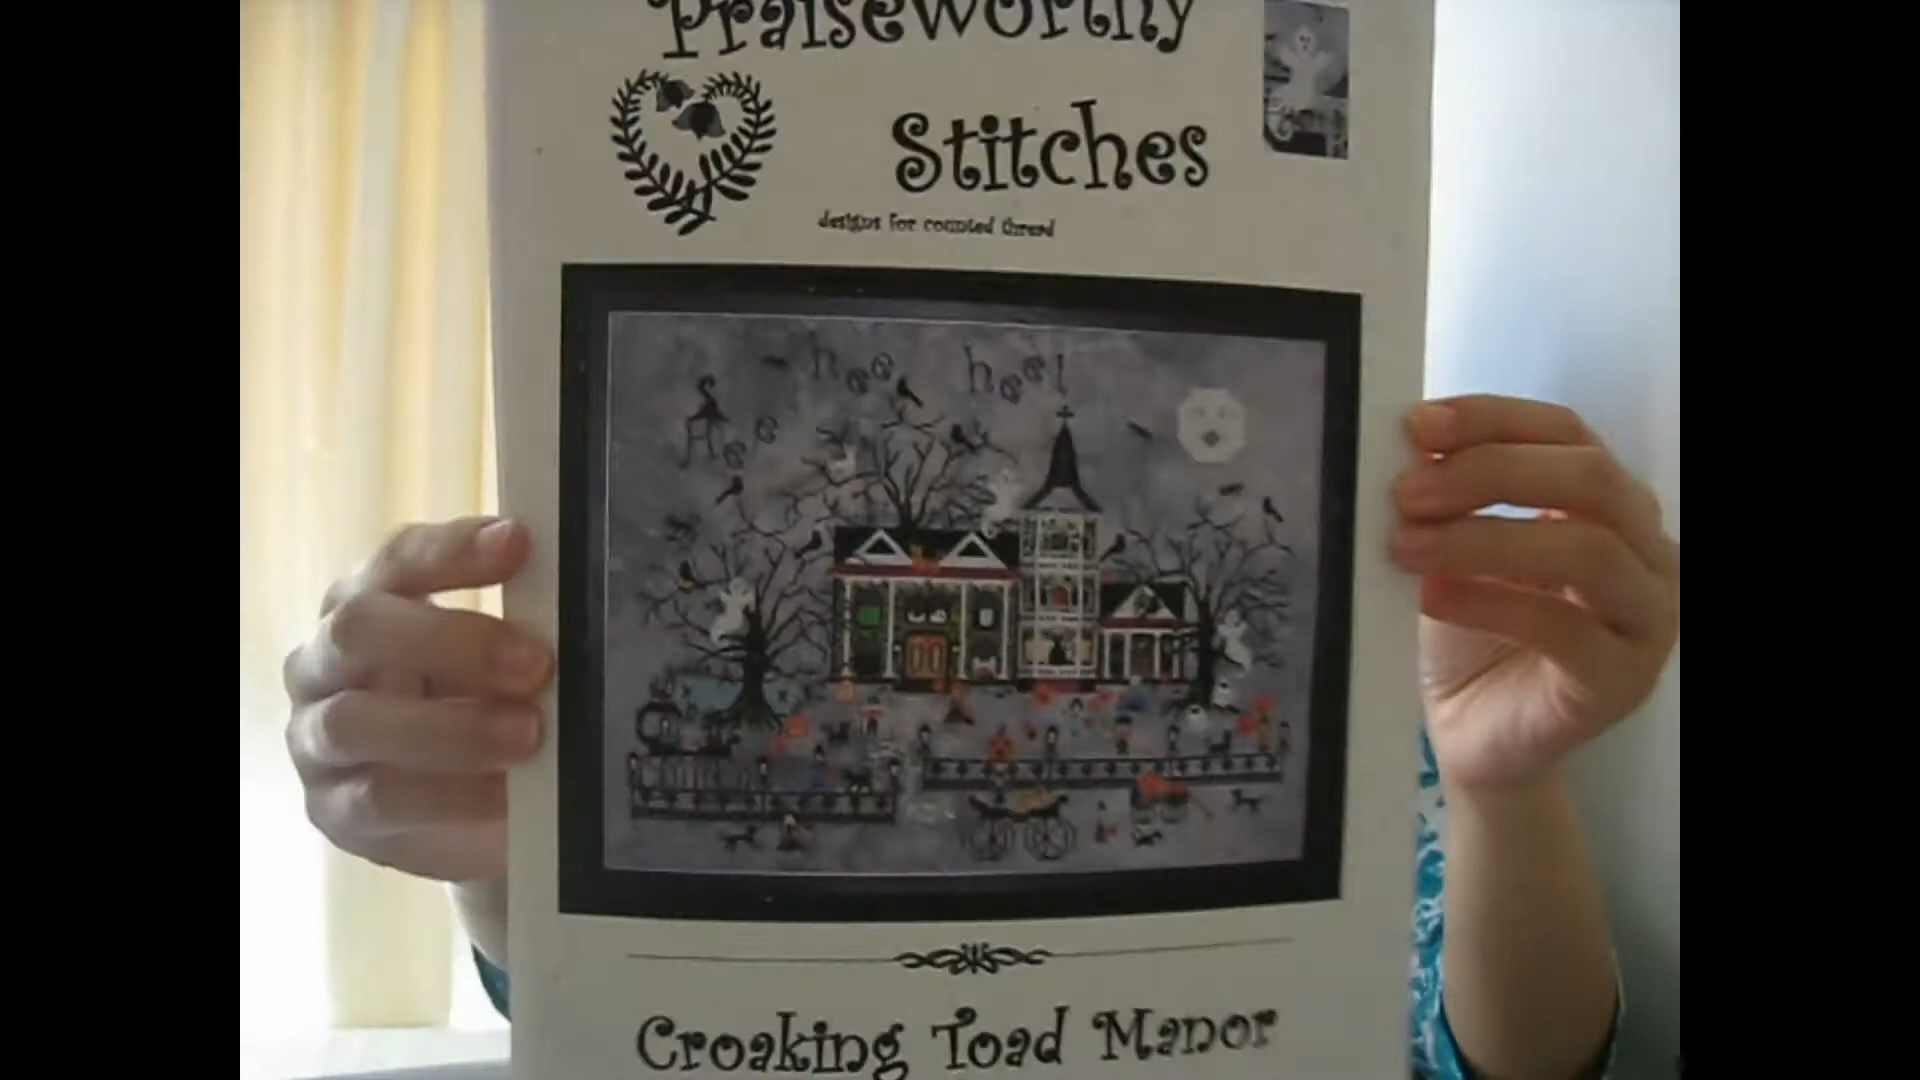 Praiseworthy
Stitches
designs for counted thread
Hee hee hee!
Croaking Toad Manor